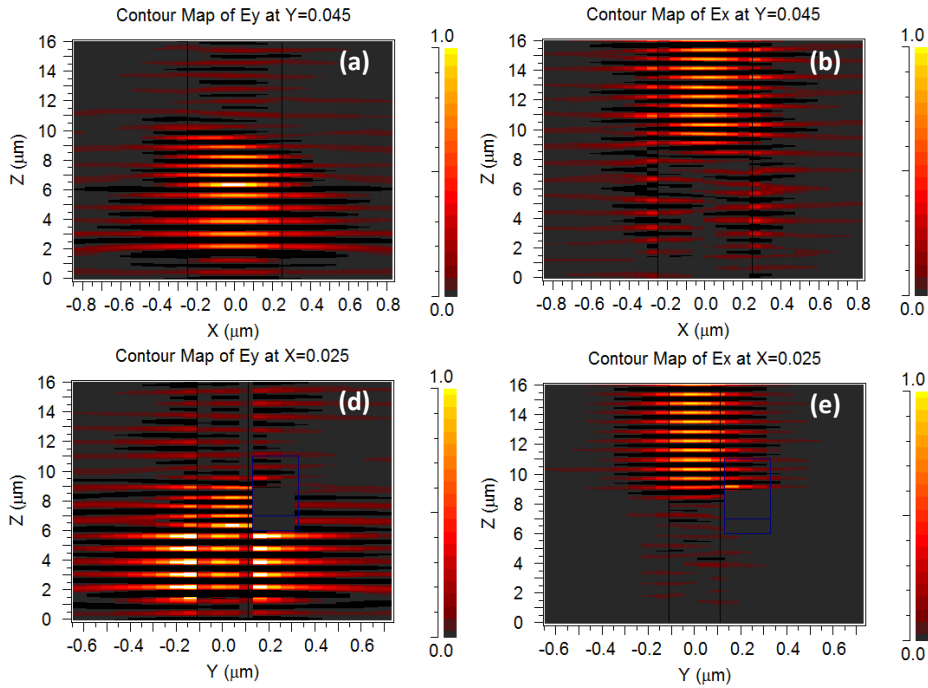 Contour Map of Ey at Y=0.045
1.0
16
14
12
10
8
6
4
2
0
Z (μm)
(a)
0
-0.8 -0.6 -0.4 -0.2 0.0 0.2 0.4 0.6 0.8
X (μm)
Contour Map of Ex at Y=0.045
1.0
16
14
12
10
8
6
4
2
0
Z (μm)
(b)
0
-0.8 -0.6 -0.4 -0.2 0.0 0.2 0.4 0.6 0.8
X (μm)
Contour Map of Ey at X=0.025
1.0
16
14
12
10
8
6
4
2
0
Z (μm)
(d)
0.0
-0.6 -0.4 -0.2 0.0 0.2 0.4 0.6
Y (μm)
Contour Map of Ex at X=0.025
1.0
16
14
12
10
8
6
4
2
0
Z (μm)
(e)
0.0
-0.6 -0.4 -0.2 0.0 0.2 0.4 0.6
Y (μm)